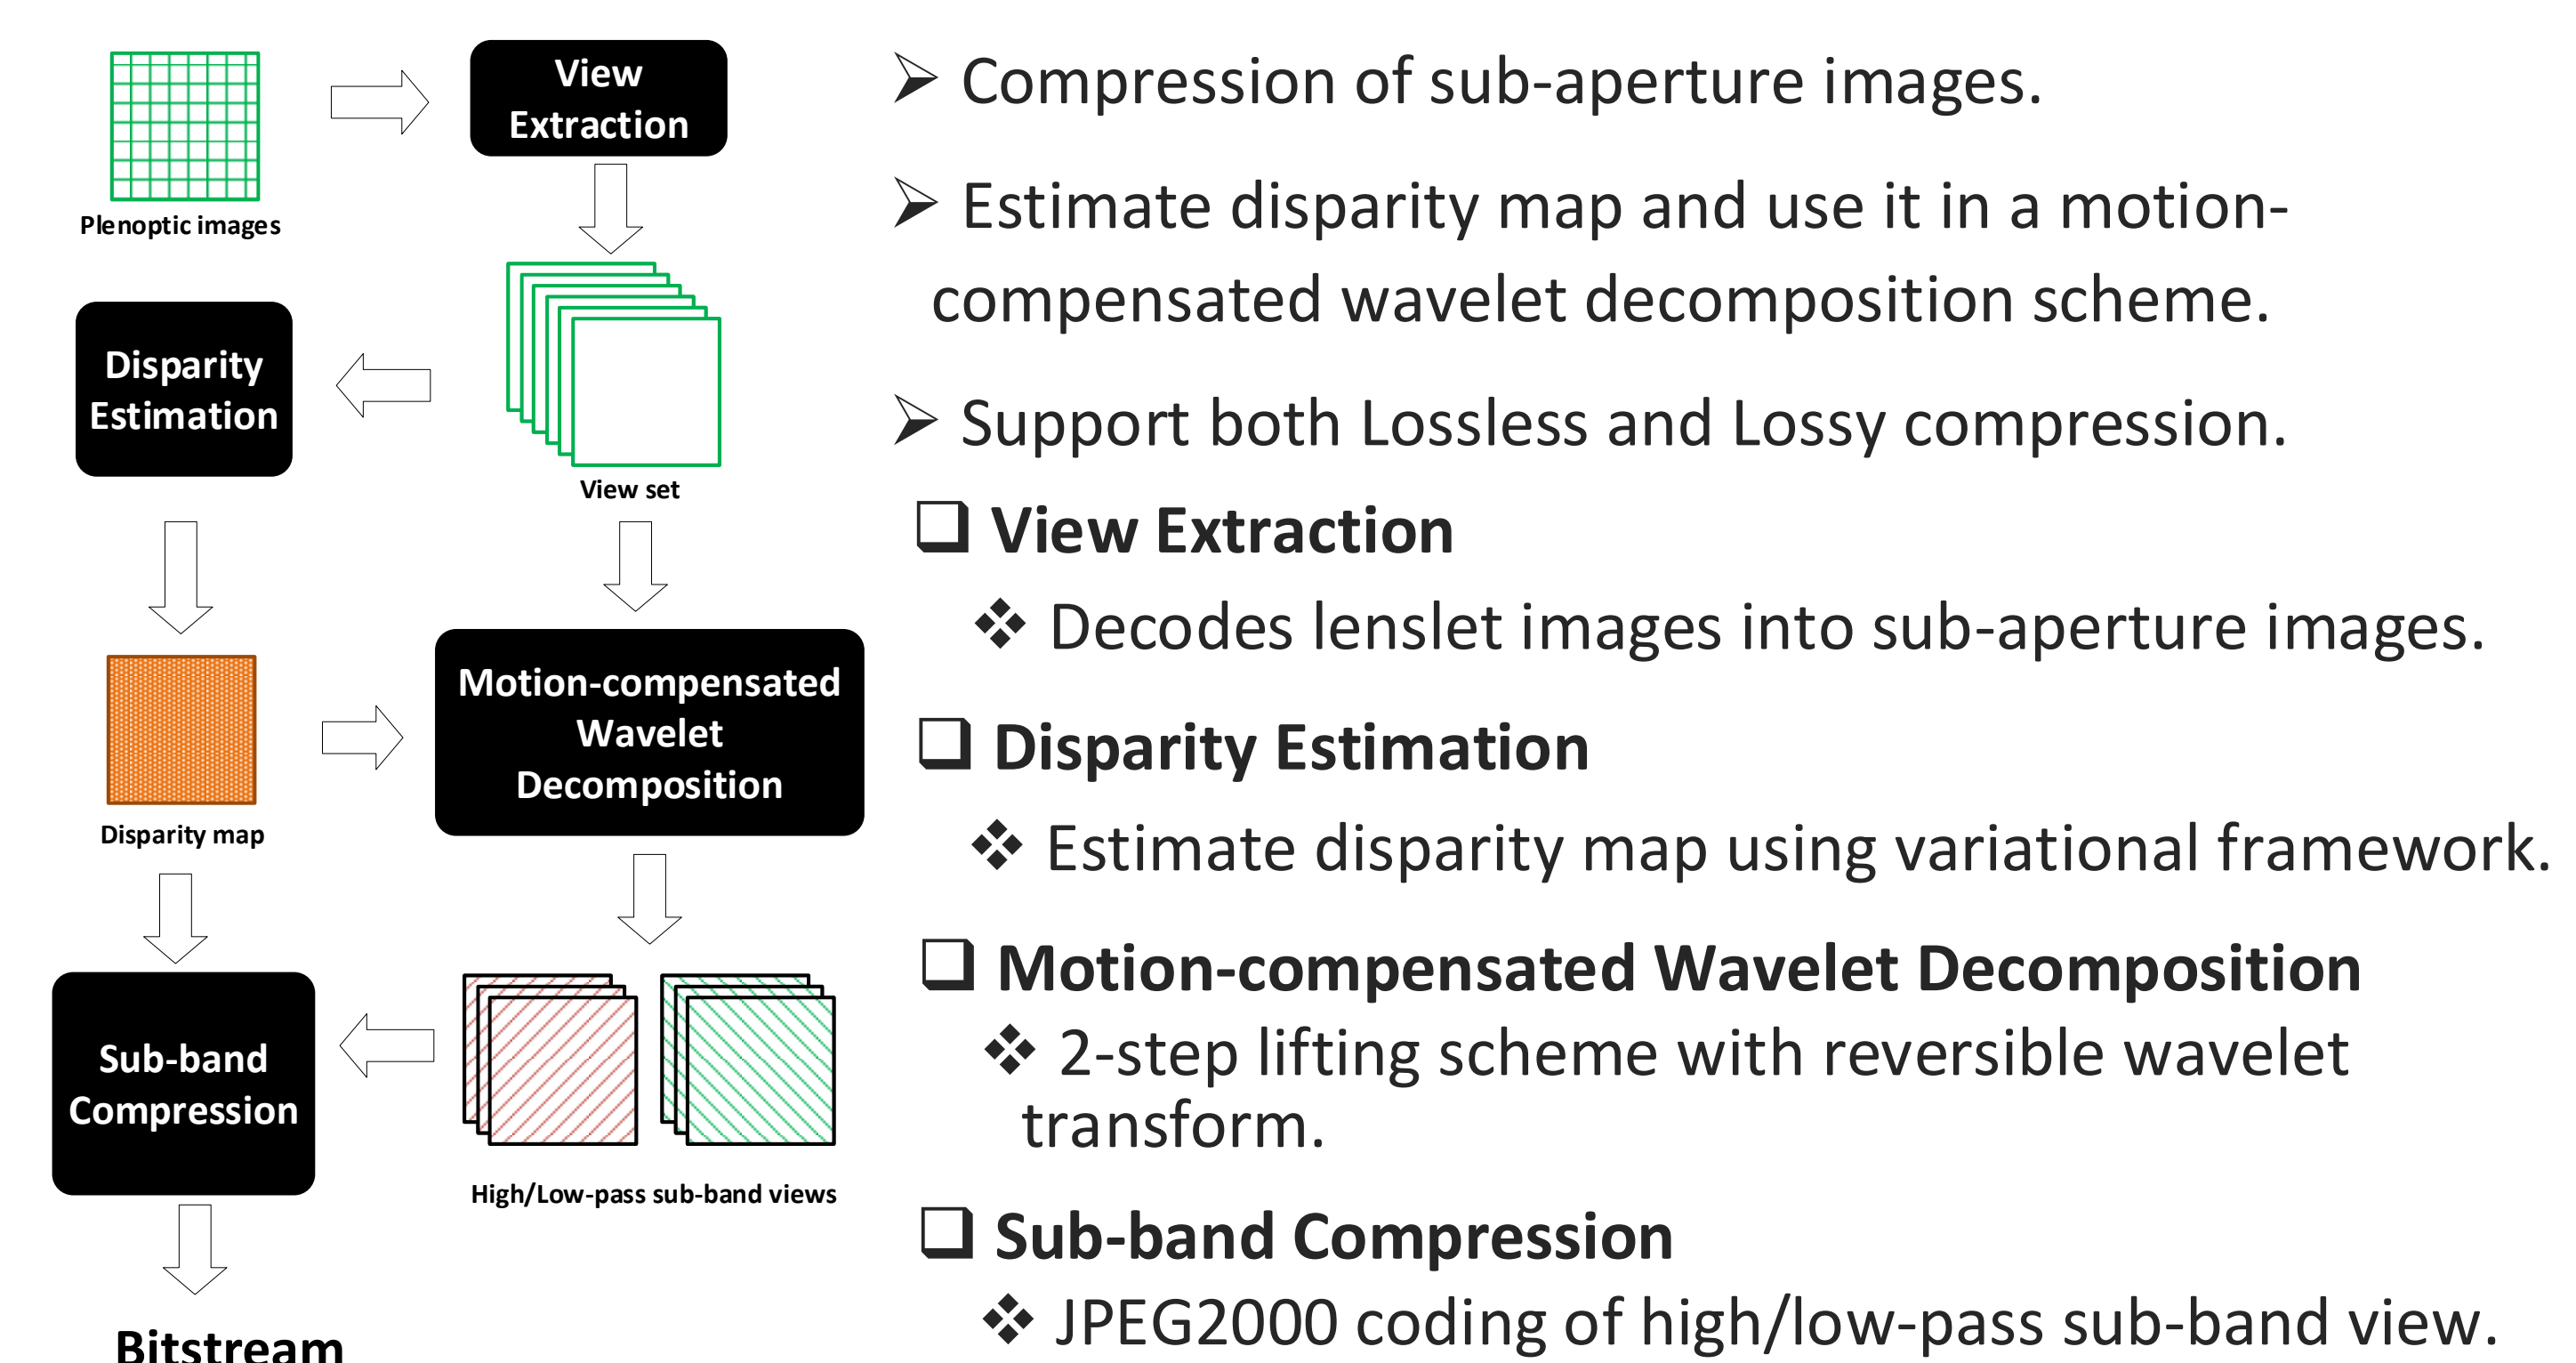 Plenoptic images
View
Extraction
View set
Disparity
Estimation
Disparity map
Motion-compensated
Wavelet
Decomposition
High/Low-pass sub-band views
Sub-band
Compression
Bitstream
Compression of sub-aperture images.
Estimate disparity map and use it in a motion-
compensated wavelet decomposition scheme.
Support both Lossless and Lossy compression.
View Extraction
Decodes lenslet images into sub-aperture images.
Disparity Estimation
Estimate disparity map using variational framework.
Motion-compensated Wavelet Decomposition
2-step lifting scheme with reversible wavelet
transform.
Sub-band Compression
JPEG2000 coding of high/low-pass sub-band view.